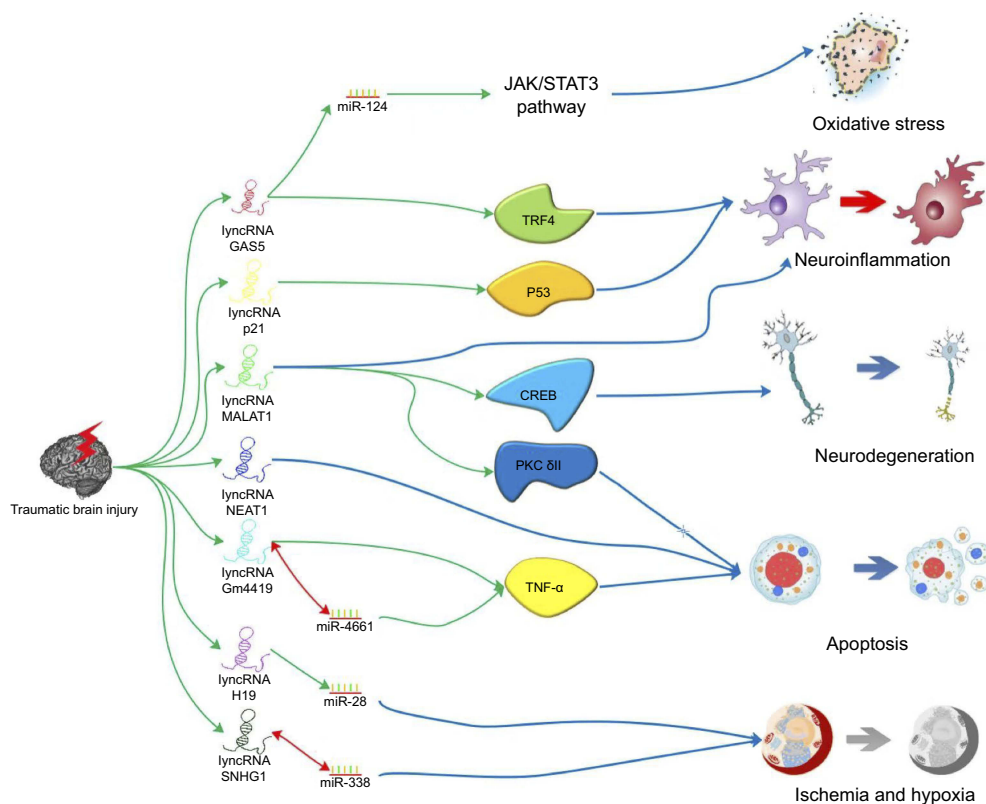 JAK/STAT3
pathway
miR-124
Oxidative stress
lyncRNA
GAS5
TRF4
Neuroinflammation
lyncRNA
p21
P53
lyncRNA
MALAT1
CREB
Neurodegeneration
PKC δII
Traumatic brain injury
lyncRNA
NEAT1
lyncRNA
Gm4419
TNF-α
miR-4661
Apoptosis
lyncRNA
H19
miR-28
lyncRNA
SNHG1
miR-338
Ischemia and hypoxia